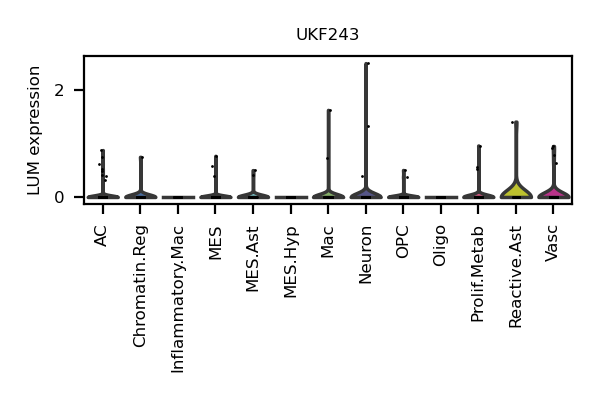 UKF243
LUM expression
2
0
AC
Chromatin.Reg
Inflammatory.Mac
MES
MES.Ast
MES.Hyp
Mac
Neuron
OPC
Oligo
Prolif.Metab
Reactive.Ast
Vasc